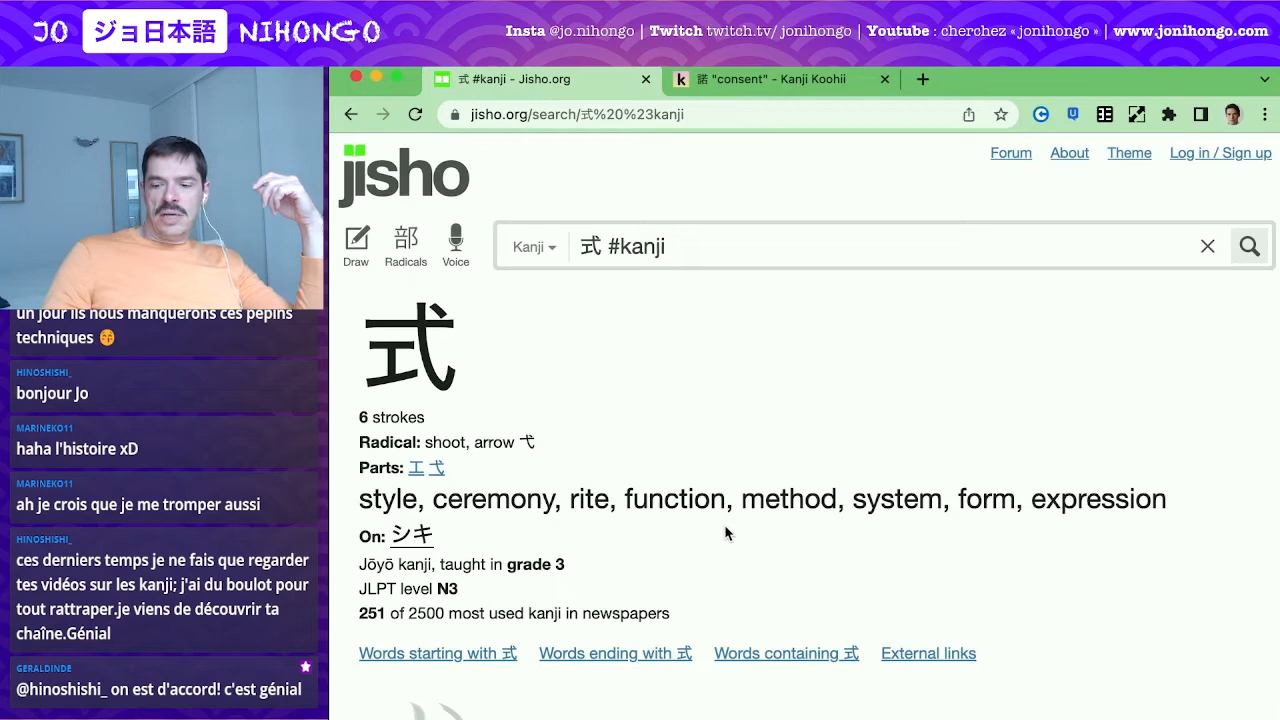 JO ジョ日本語 NIHONGO
Insta @jo.nihongo | Twitch twitch.tv/ jonihongo | Youtube : cherchez « jonihongo » | www.jonihongo.com
式 #kanji - Jisho.org
k 諾 "consent" - Kanji Koohii
jisho.org/search/式%20%23kanji
jisho
Forum About Theme Log in / Sign up
Draw
部 Radicals
Voice
Kanji 式 #kanji
式
6 strokes
Radical: shoot, arrow 弋
Parts: 工 弋
style, ceremony, rite, function, method, system, form, expression
On: シキ
Jōyō kanji, taught in grade 3
JLPT level N3
251 of 2500 most used kanji in newspapers
Words starting with 式 Words ending with 式 Words containing 式 External links
un jour ils nous manquerons ces pépins
techniques 😚
HINOSHISHI_
bonjour Jo
MARINEKO11
haha l'histoire xD
MARINEKO11
ah je crois que je me tromper aussi
HINOSHISHI_
ces derniers temps je ne fais que regarder
tes vidéos sur les kanji; j'ai du boulot pour
tout rattraper.je viens de découvrir ta
chaîne.Génial
GERALDINDE
@hinoshishi_ on est d'accord! c'est génial